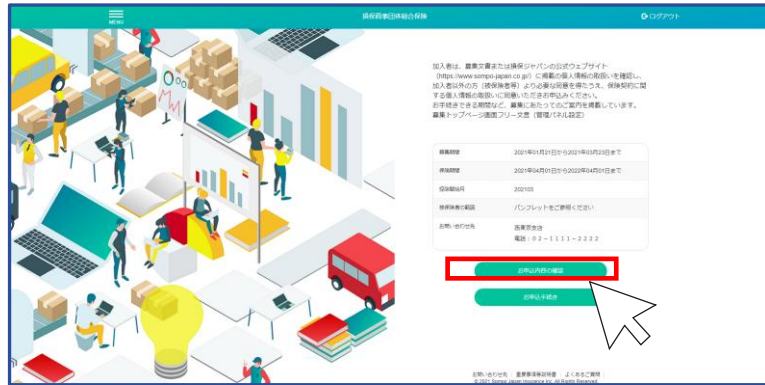 MENU
損保商事団体総合保険
ログアウト
加入者は、募集文書または損保ジャパンの公式ウェブサイト
(https://www.sompo-japan.co.jp/）に掲載の個人情報の取扱いを確認し、
加入者以外の方（被保険者等）より必要な同意を得たうえ、保険契約に関
する個人情報の取扱いに同意いただきお申込みください。
お手続きできる期間など、募集にあたってのご案内を掲載しています。
募集トップページ画面フリー文言（管理パネル設定）
募集期間 2021年01月21日から2021年03月23日まで
保険期間 2021年04月01日から2022年04月01日まで
控除開始月 202105
被保険者の範囲 パンフレットをご参照ください
お問い合わせ先 西東京支店
電話：02－1111－2222
お申込内容の確認
お申込手続き
お問い合わせ先 | 重要事項等説明書 | よくあるご質問
© 2021 Sompo Japan Insurance Inc. All Rights Reserved.